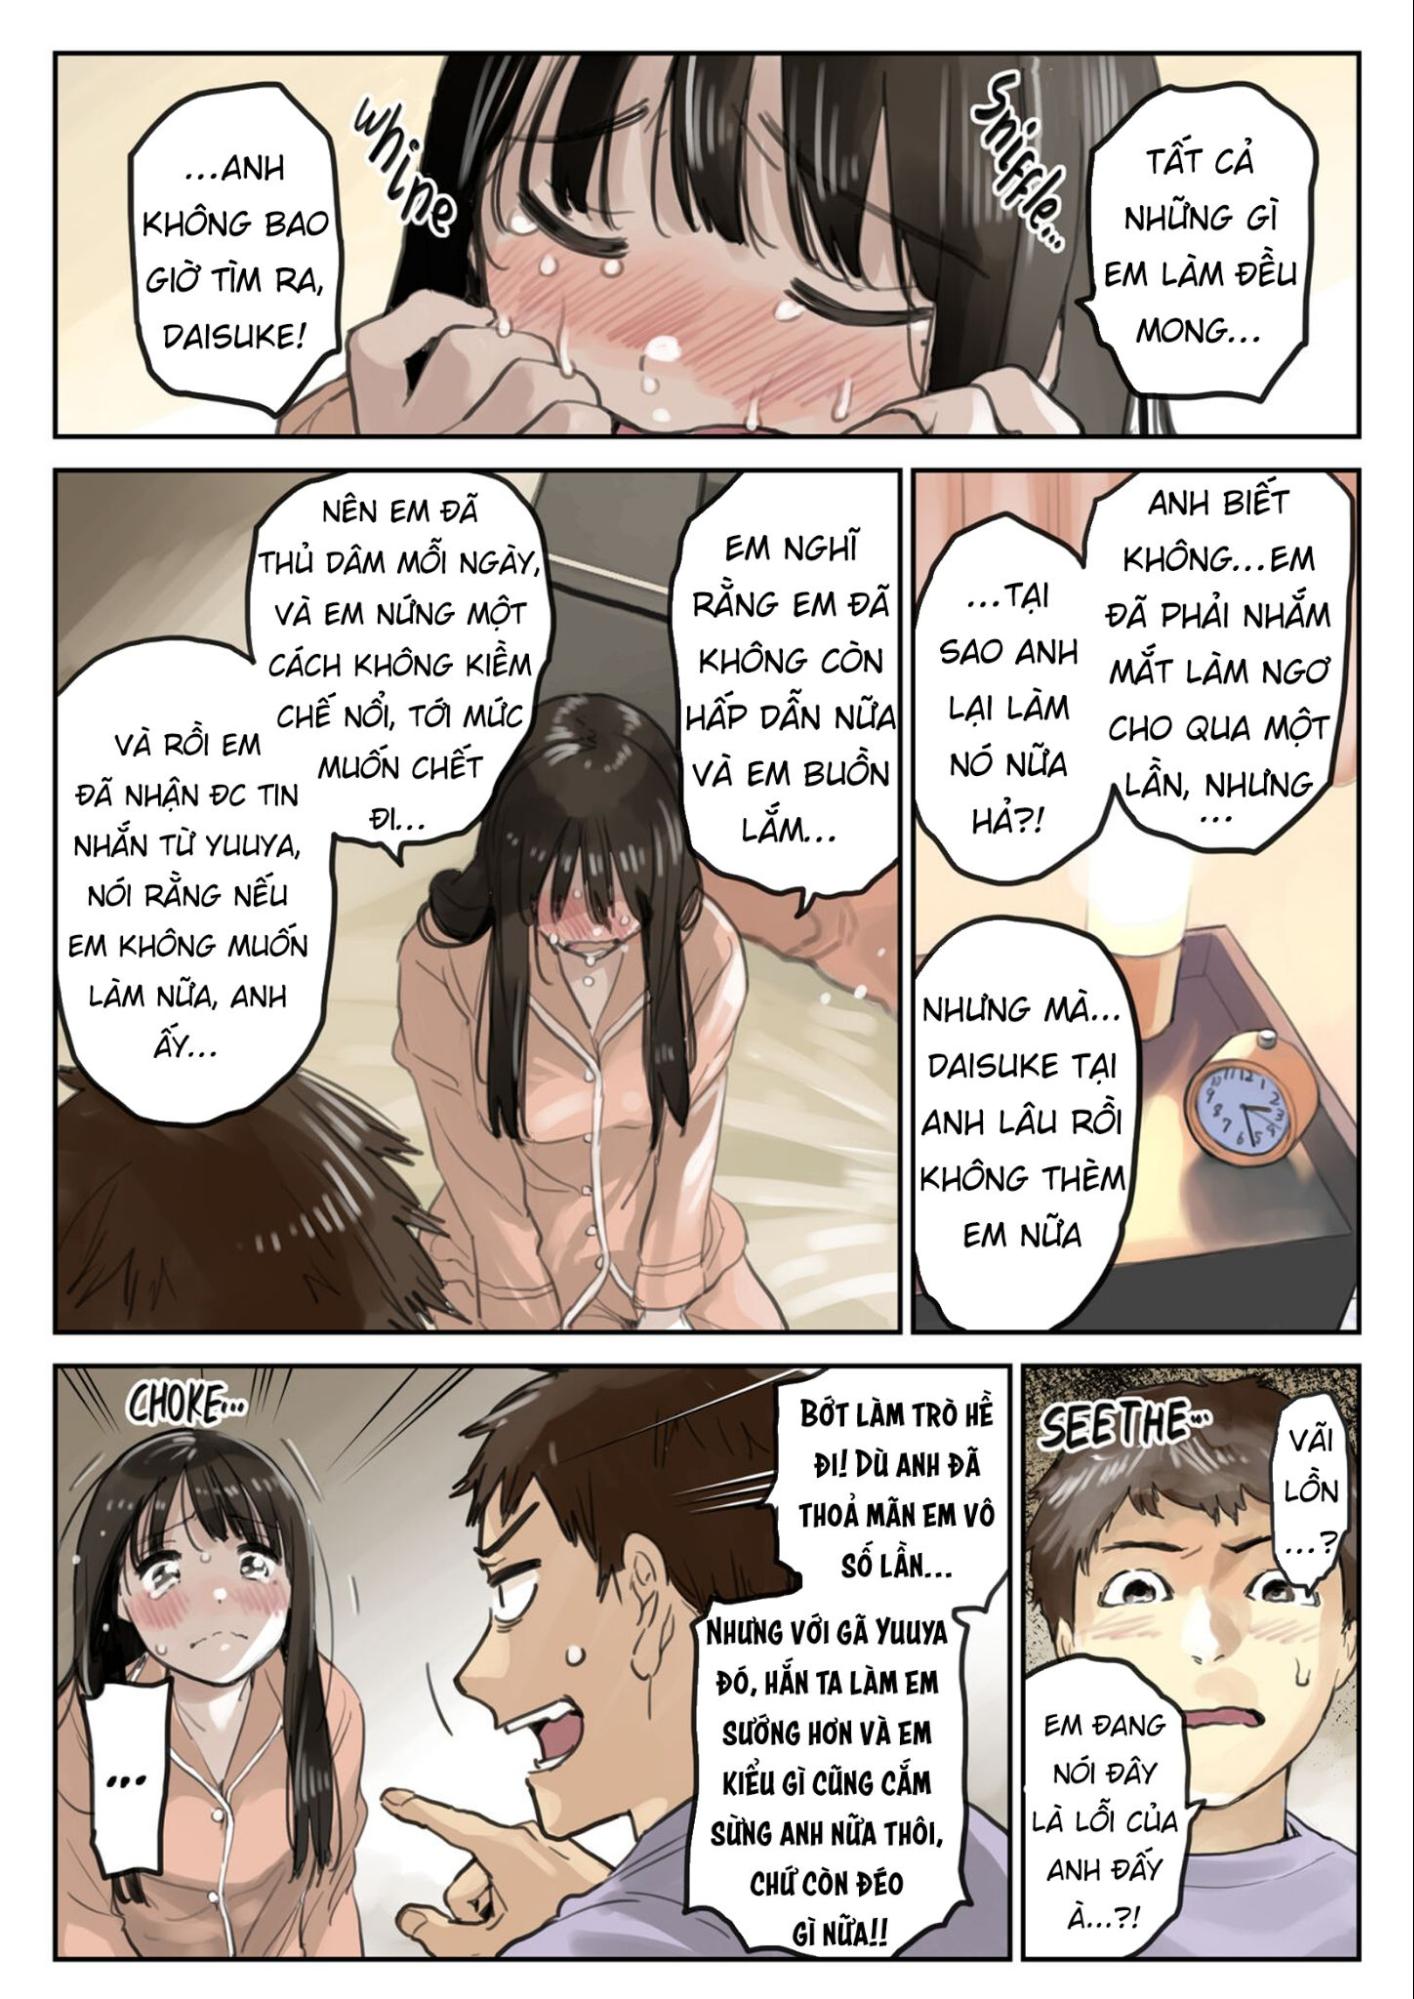 TẤT CẢ
NHỮNG GÌ
EM LÀM ĐỀU
MONG...
Sniffle...
whine
...ANH
KHÔNG BAO
GIỜ TÌM RA,
DAISUKE!
ANH BIẾT
KHÔNG...EM
ĐÃ PHẢI NHẮM
MẮT LÀM NGƠ
CHO QUA MỘT
LẦN, NHƯNG
...
...TẠI
SAO ANH
LẠI LÀM
NÓ NỮA
HẢ?!
NHƯNG MÀ...
DAISUKE TẠI
ANH LÂU RỒI
KHÔNG THÈM
EM NỮA
EM NGHĨ
RẰNG EM ĐÃ
KHÔNG CÒN
HẤP DẪN NỮA
VÀ EM BUỒN
LẮM...
NÊN EM ĐÃ
THỦ DÂM MỖI NGÀY,
VÀ EM NỨNG MỘT
CÁCH KHÔNG KIỀM
CHẾ NỔI, TỚI MỨC
MUỐN CHẾT
ĐI...
VÀ RỒI EM
ĐÃ NHẬN ĐC TIN
NHẮN TỪ YUUYA,
NÓI RẰNG NẾU
EM KHÔNG MUỐN
LÀM NỮA, ANH
ẤY...
VÃI
LỒN
...?
SEETHE...
EM ĐANG
NÓI ĐÂY
LÀ LỖI CỦA
ANH ĐẤY
À...?!
BỚT LÀM TRÒ HỀ
ĐI! DÙ ANH ĐÃ
THOẢ MÃN EM VÔ
SỐ LẦN...
NHƯNG VỚI GÃ YUUYA
ĐÓ, HẮN TA LÀM EM
SƯỚNG HƠN VÀ EM
KIỂU GÌ CŨNG CẮM
SỪNG ANH NỮA THÔI,
CHỨ CÒN ĐÉO
GÌ NỮA!!
CHOKE...
...